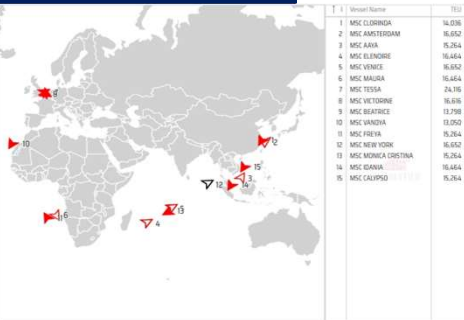 Vessel Name TEU
1 MSC CLORINDA 14,036
2 MSC AMSTERDAM 16,652
3 MSC AAYA 15,264
4 MSC ELENOIRE 16,464
5 MSC VENICE 16,652
6 MSC MAURA 16,464
7 MSC TESSA 24,116
8 MSC VICTORINE 16,616
9 MSC BEATRICE 13,798
10 MSC VANDYA 13,050
11 MSC FREYA 15,264
12 MSC NEW YORK 16,652
13 MSC MONICA CRISTINA 15,264
14 MSC IDANIA 16,464
15 MSC CALYPSO 15,264
10
2
15
3
12
14
6
13
4